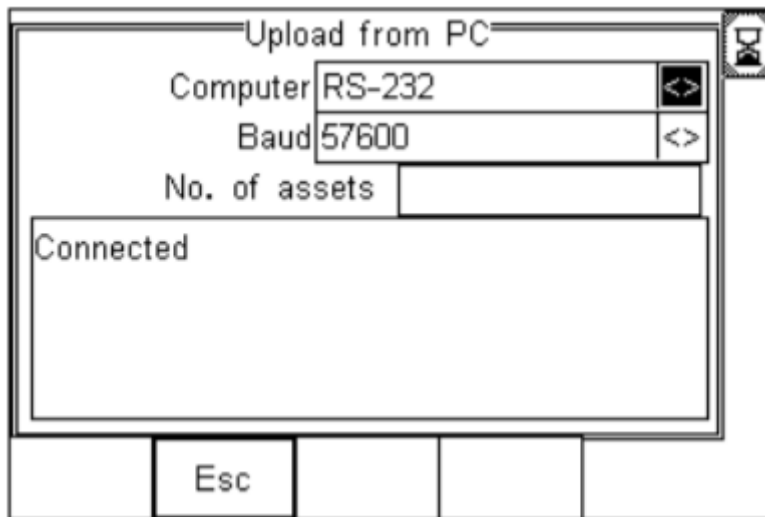 Upload from PC
Computer RS-232 <>
Baud 57600 <>
No. of assets
Connected
Esc